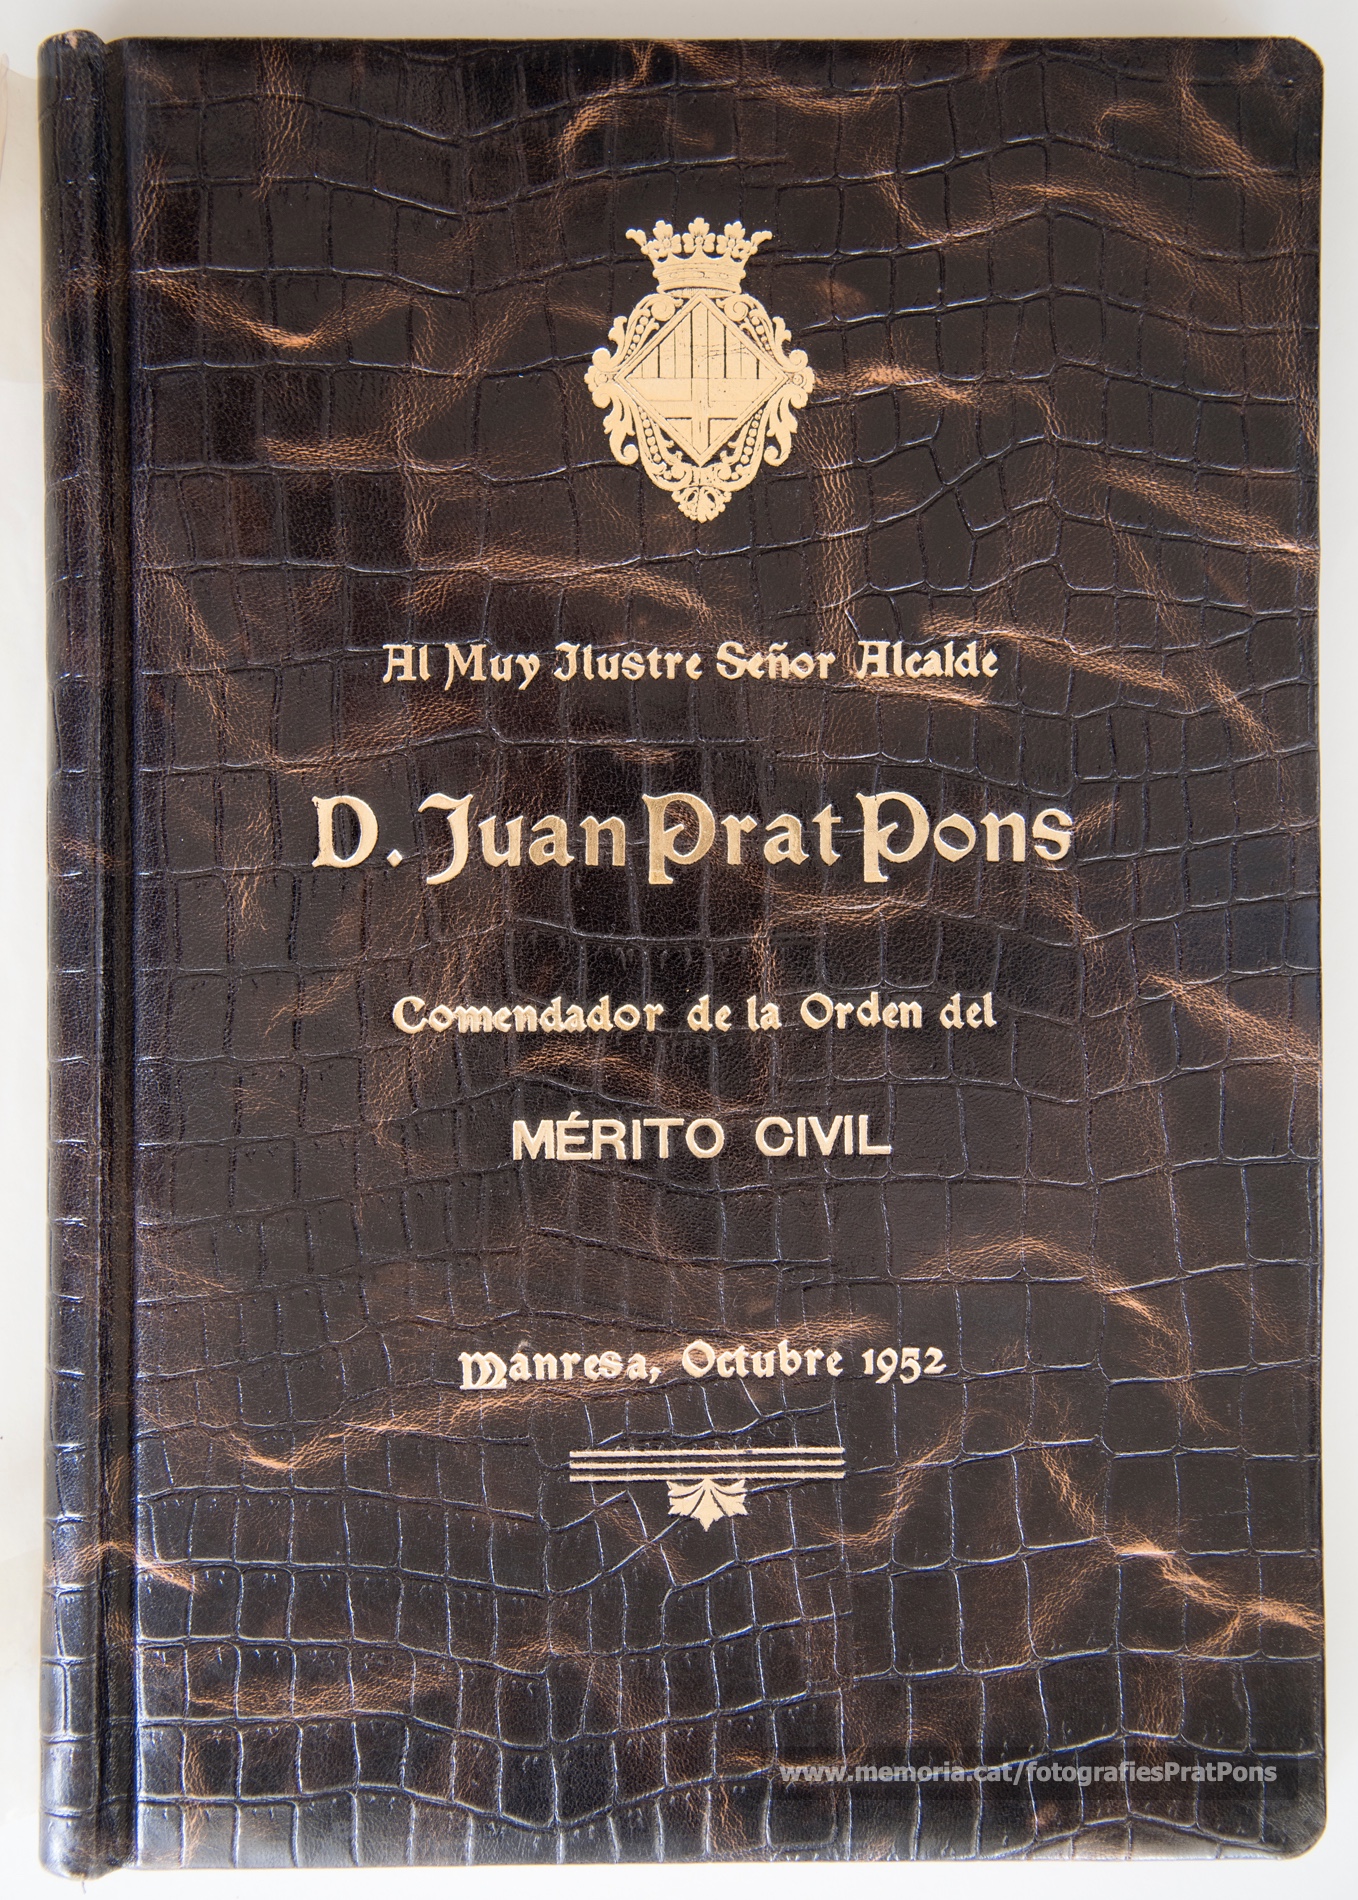 Al Muy Ilustre Señor Alcalde
D. Juan Prat Pons
Comendador de la Orden del
MÉRITO CIVIL
Mánresa, Octubre 1952
www.memoria.cat/fotografiesPratPons